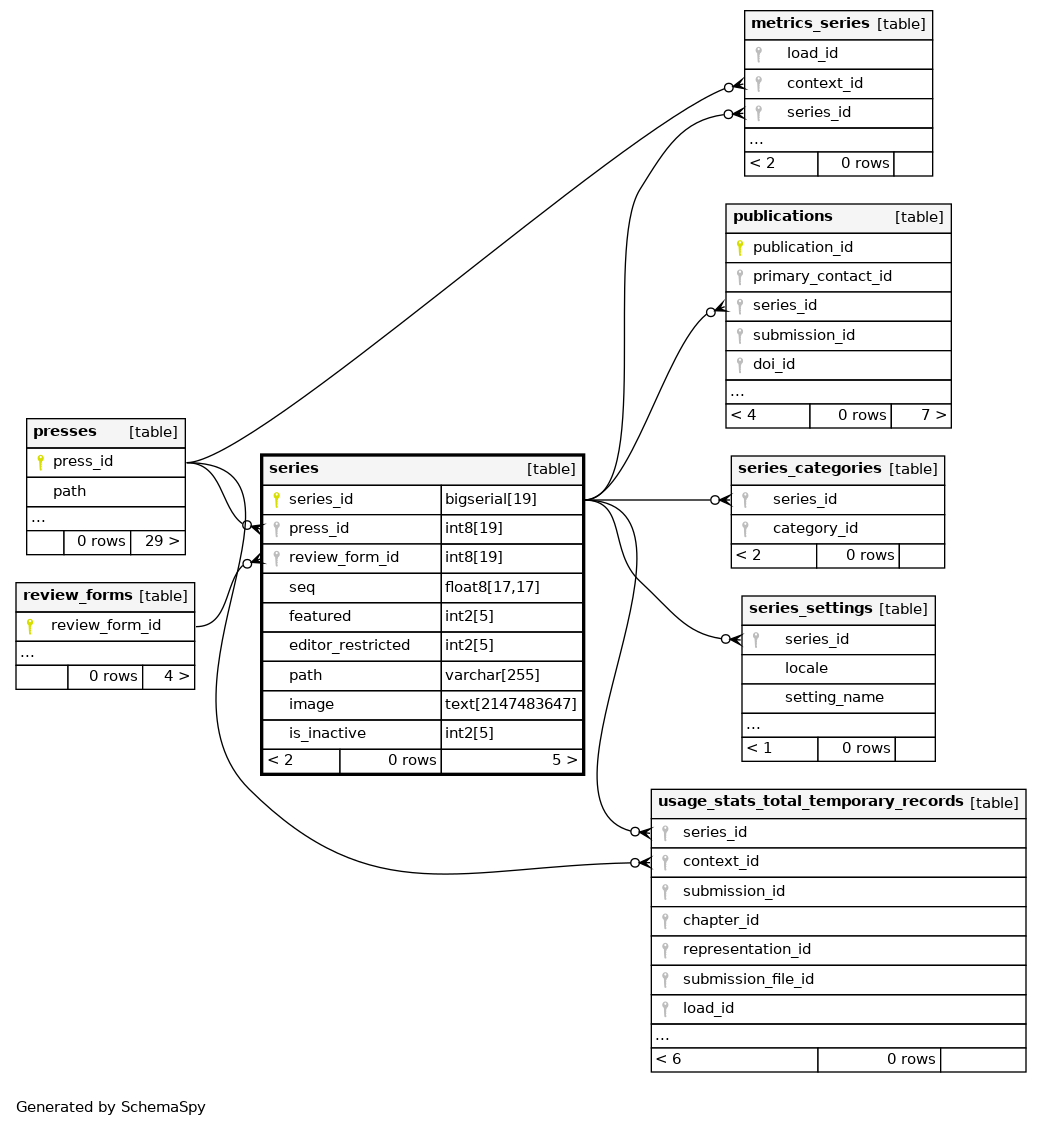 metrics_series [table]
load_id
context_id
series_id
...
< 2 0 rows
publications [table]
publication_id
primary_contact_id
series_id
submission_id
doi_id
...
< 4 0 rows 7 >
presses [table]
press_id
path
...
0 rows 29 >
review_forms [table]
review_form_id
...
0 rows 4 >
series [table]
series_id bigserial[19]
press_id int8[19]
review_form_id int8[19]
seq float8[17,17]
featured int2[5]
editor_restricted int2[5]
path varchar[255]
image text[2147483647]
is_inactive int2[5]
< 2 0 rows 5 >
series_categories [table]
series_id
category_id
< 2 0 rows
series_settings [table]
series_id
locale
setting_name
...
< 1 0 rows
usage_stats_total_temporary_records [table]
series_id
context_id
submission_id
chapter_id
representation_id
submission_file_id
load_id
...
< 6 0 rows
Generated by SchemaSpy